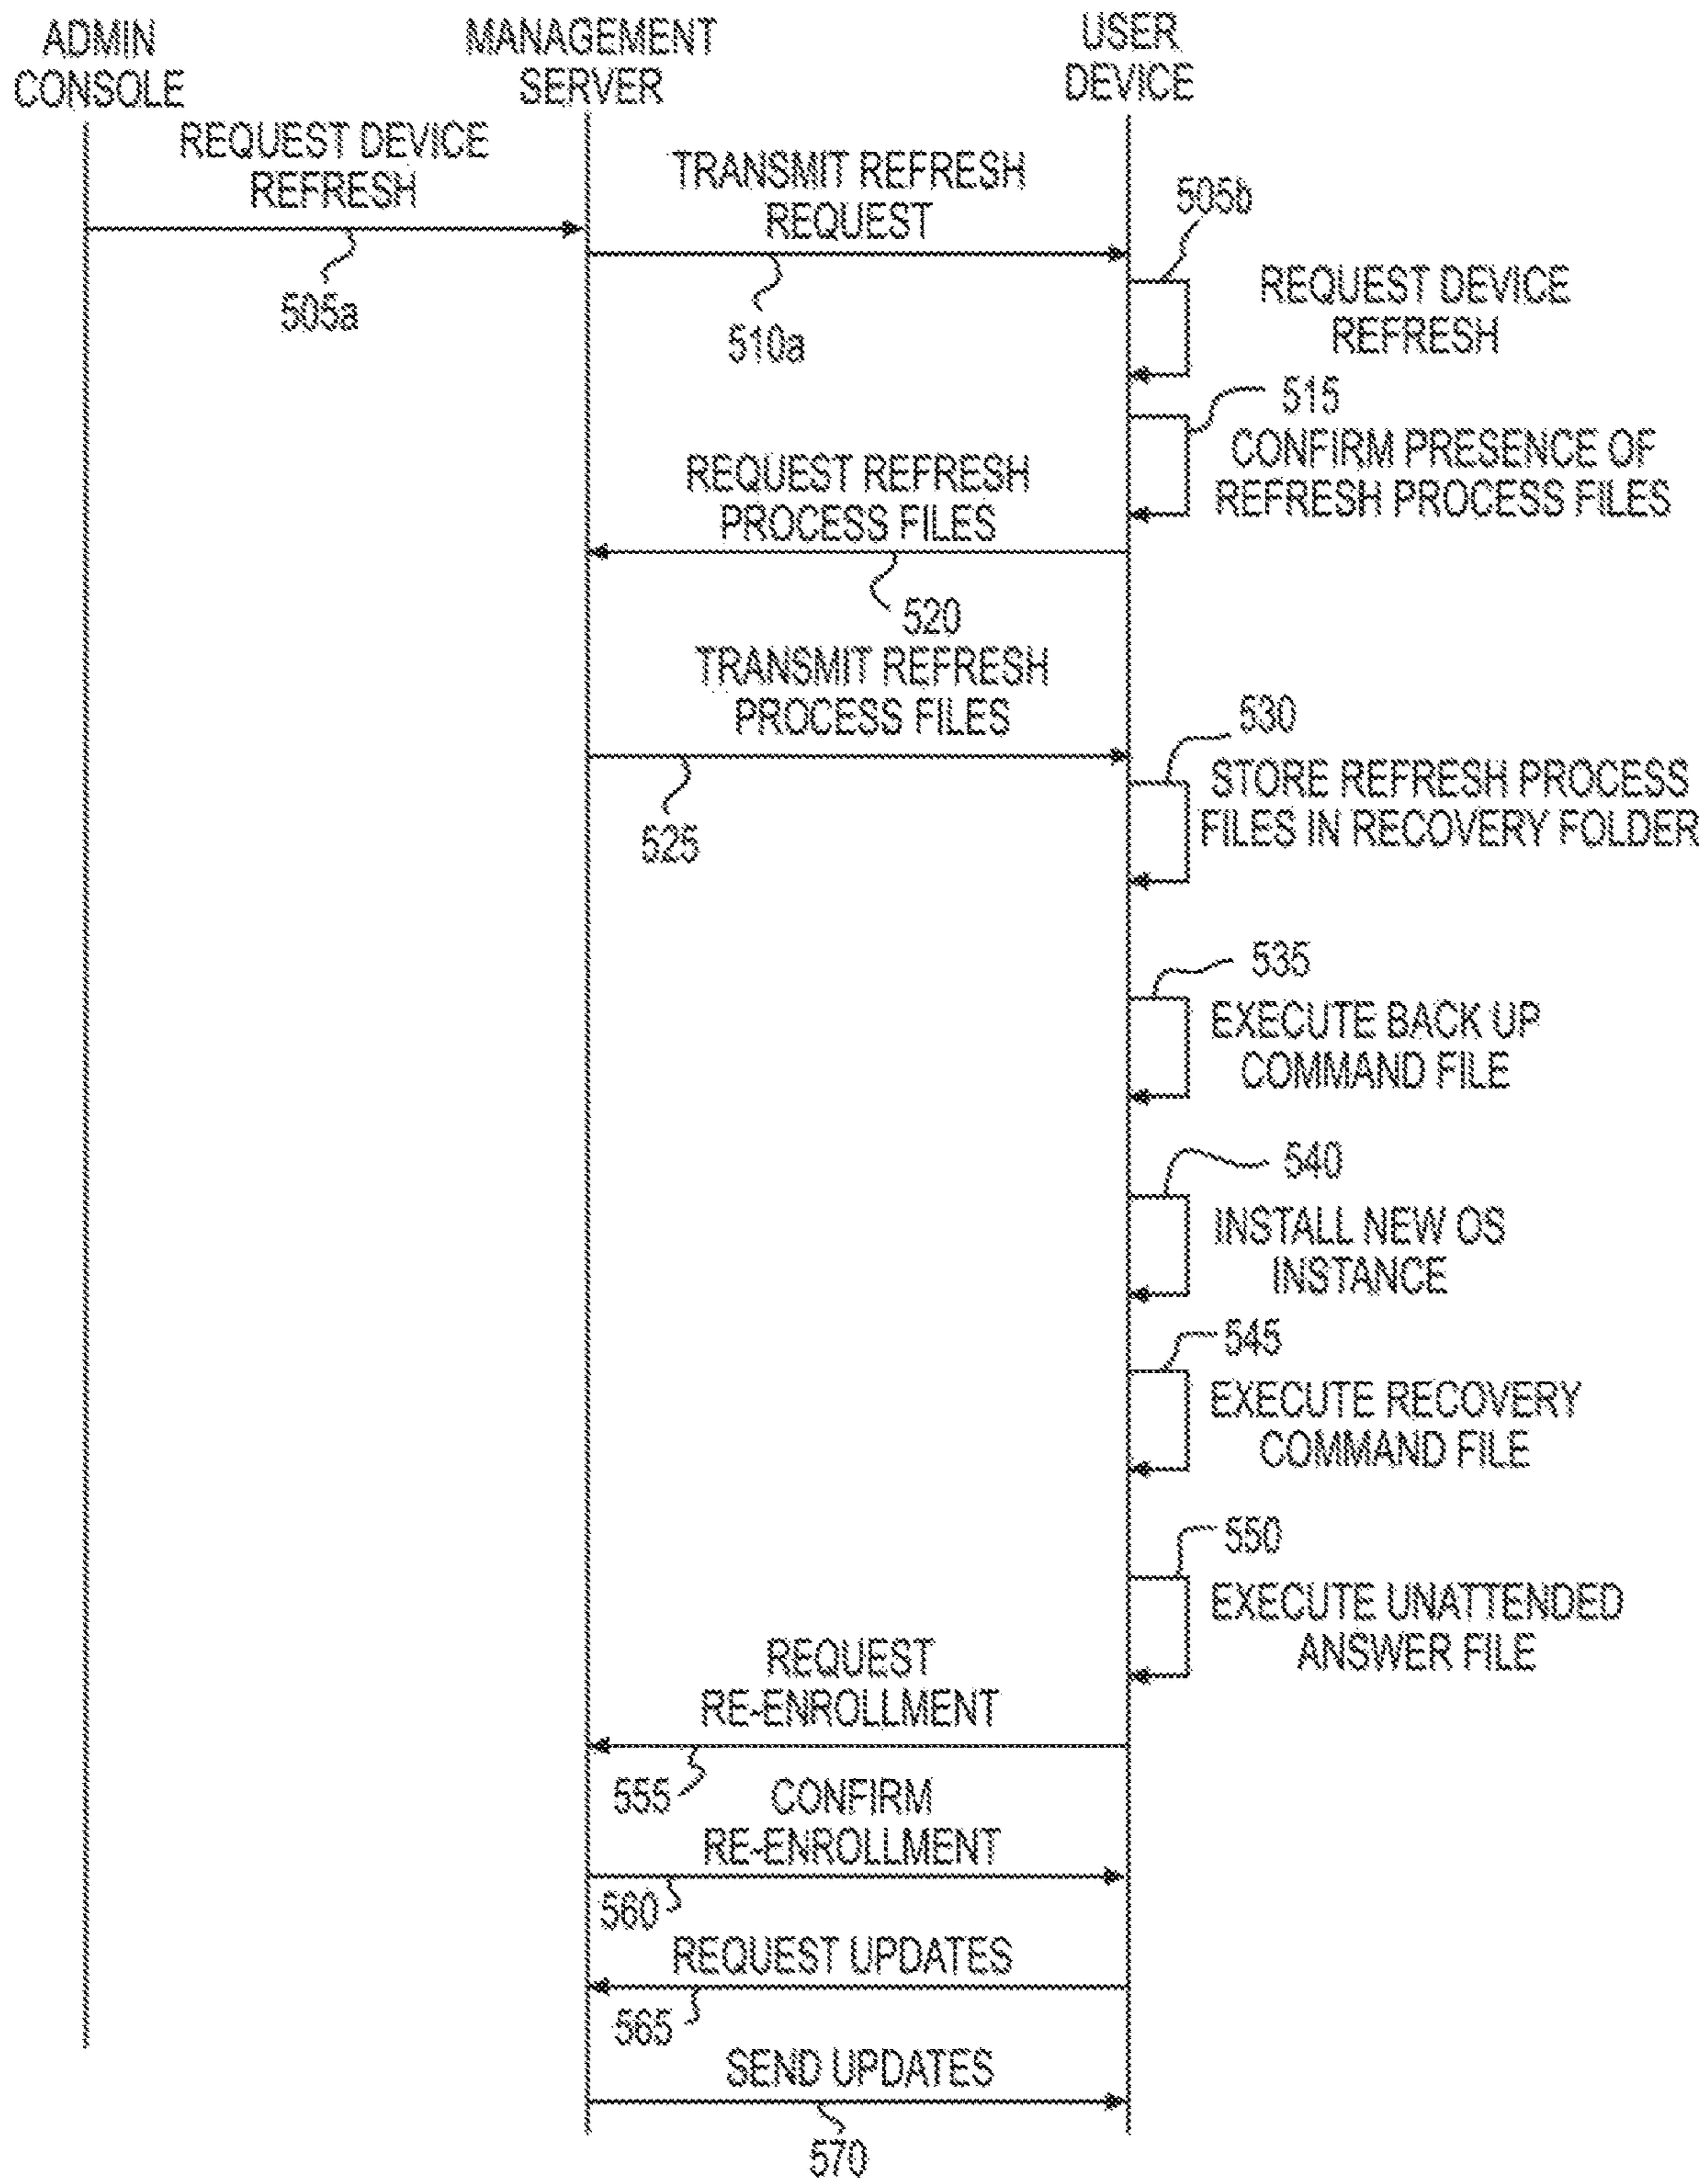 ADMIN
CONSOLE
MANAGEMENT
SERVER
USER
DEVICE
REQUEST DEVICE
REFRESH
505a
TRANSMIT REFRESH
REQUEST
510a
505b
REQUEST DEVICE
REFRESH
515
CONFIRM PRESENCE OF
REFRESH PROCESS FILES
REQUEST REFRESH
PROCESS FILES
520
TRANSMIT REFRESH
PROCESS FILES
525
530
STORE REFRESH PROCESS
FILES IN RECOVERY FOLDER
535
EXECUTE BACK UP
COMMAND FILE
540
INSTALL NEW OS
INSTANCE
545
EXECUTE RECOVERY
COMMAND FILE
550
EXECUTE UNATTENDED
ANSWER FILE
REQUEST
RE-ENROLLMENT
555
CONFIRM
RE-ENROLLMENT
560
REQUEST UPDATES
565
SEND UPDATES
570